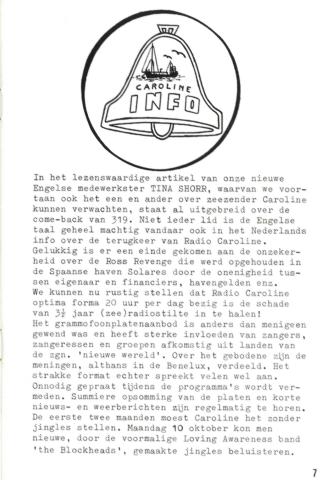 CAROLINE
INFO
In het lezenswaardige artikel van onze nieuwe
Engelse medewerkster TINA SHORR, waarvan we voor-
taan ook het een en ander over zeezender Caroline
kunnen verwachten, staat al uitgebreid over de
come-back van 319. Niet ieder lid is de Engelse
taal geheel machtig vandaar ook in het Nederlands
info over de terugkeer van Radio Caroline.
Gelukkig is er een einde gekomen aan de onzeker-
heid over de Ross Revenge die werd opgehouden in
de Spaanse haven Solares door de onenigheid tus-
sen eigenaar en financiers, havengelden enz.
We kunnen nu rustig stellen dat Radio Caroline
optima forma 20 uur per dag bezig is de schade
van 3½ jaar (zee)radiostilte in te halen!
Het grammofoonplatenaanbod is anders dan menigeen
gewend was en heeft sterke invloeden van zangers,
zangeressen en groepen afkomstig uit landen van
de zgn. 'nieuwe wereld'. Over het gebodene zijn de
meningen, althans in de Benelux, verdeeld. Het
strakke format echter spreekt velen wel aan.
Onnodig gepraat tijdens de programma's wordt ver-
meden. Summiere opsomming van de platen en korte
nieuws- en weerberichten zijn regelmatig te horen.
De eerste twee maanden moest Caroline het zonder
jingles stellen. Maandag 10 oktober kon men
nieuwe, door de voormalige Loving Awareness band
'the Blockheads', gemaakte jingles beluisteren.
7